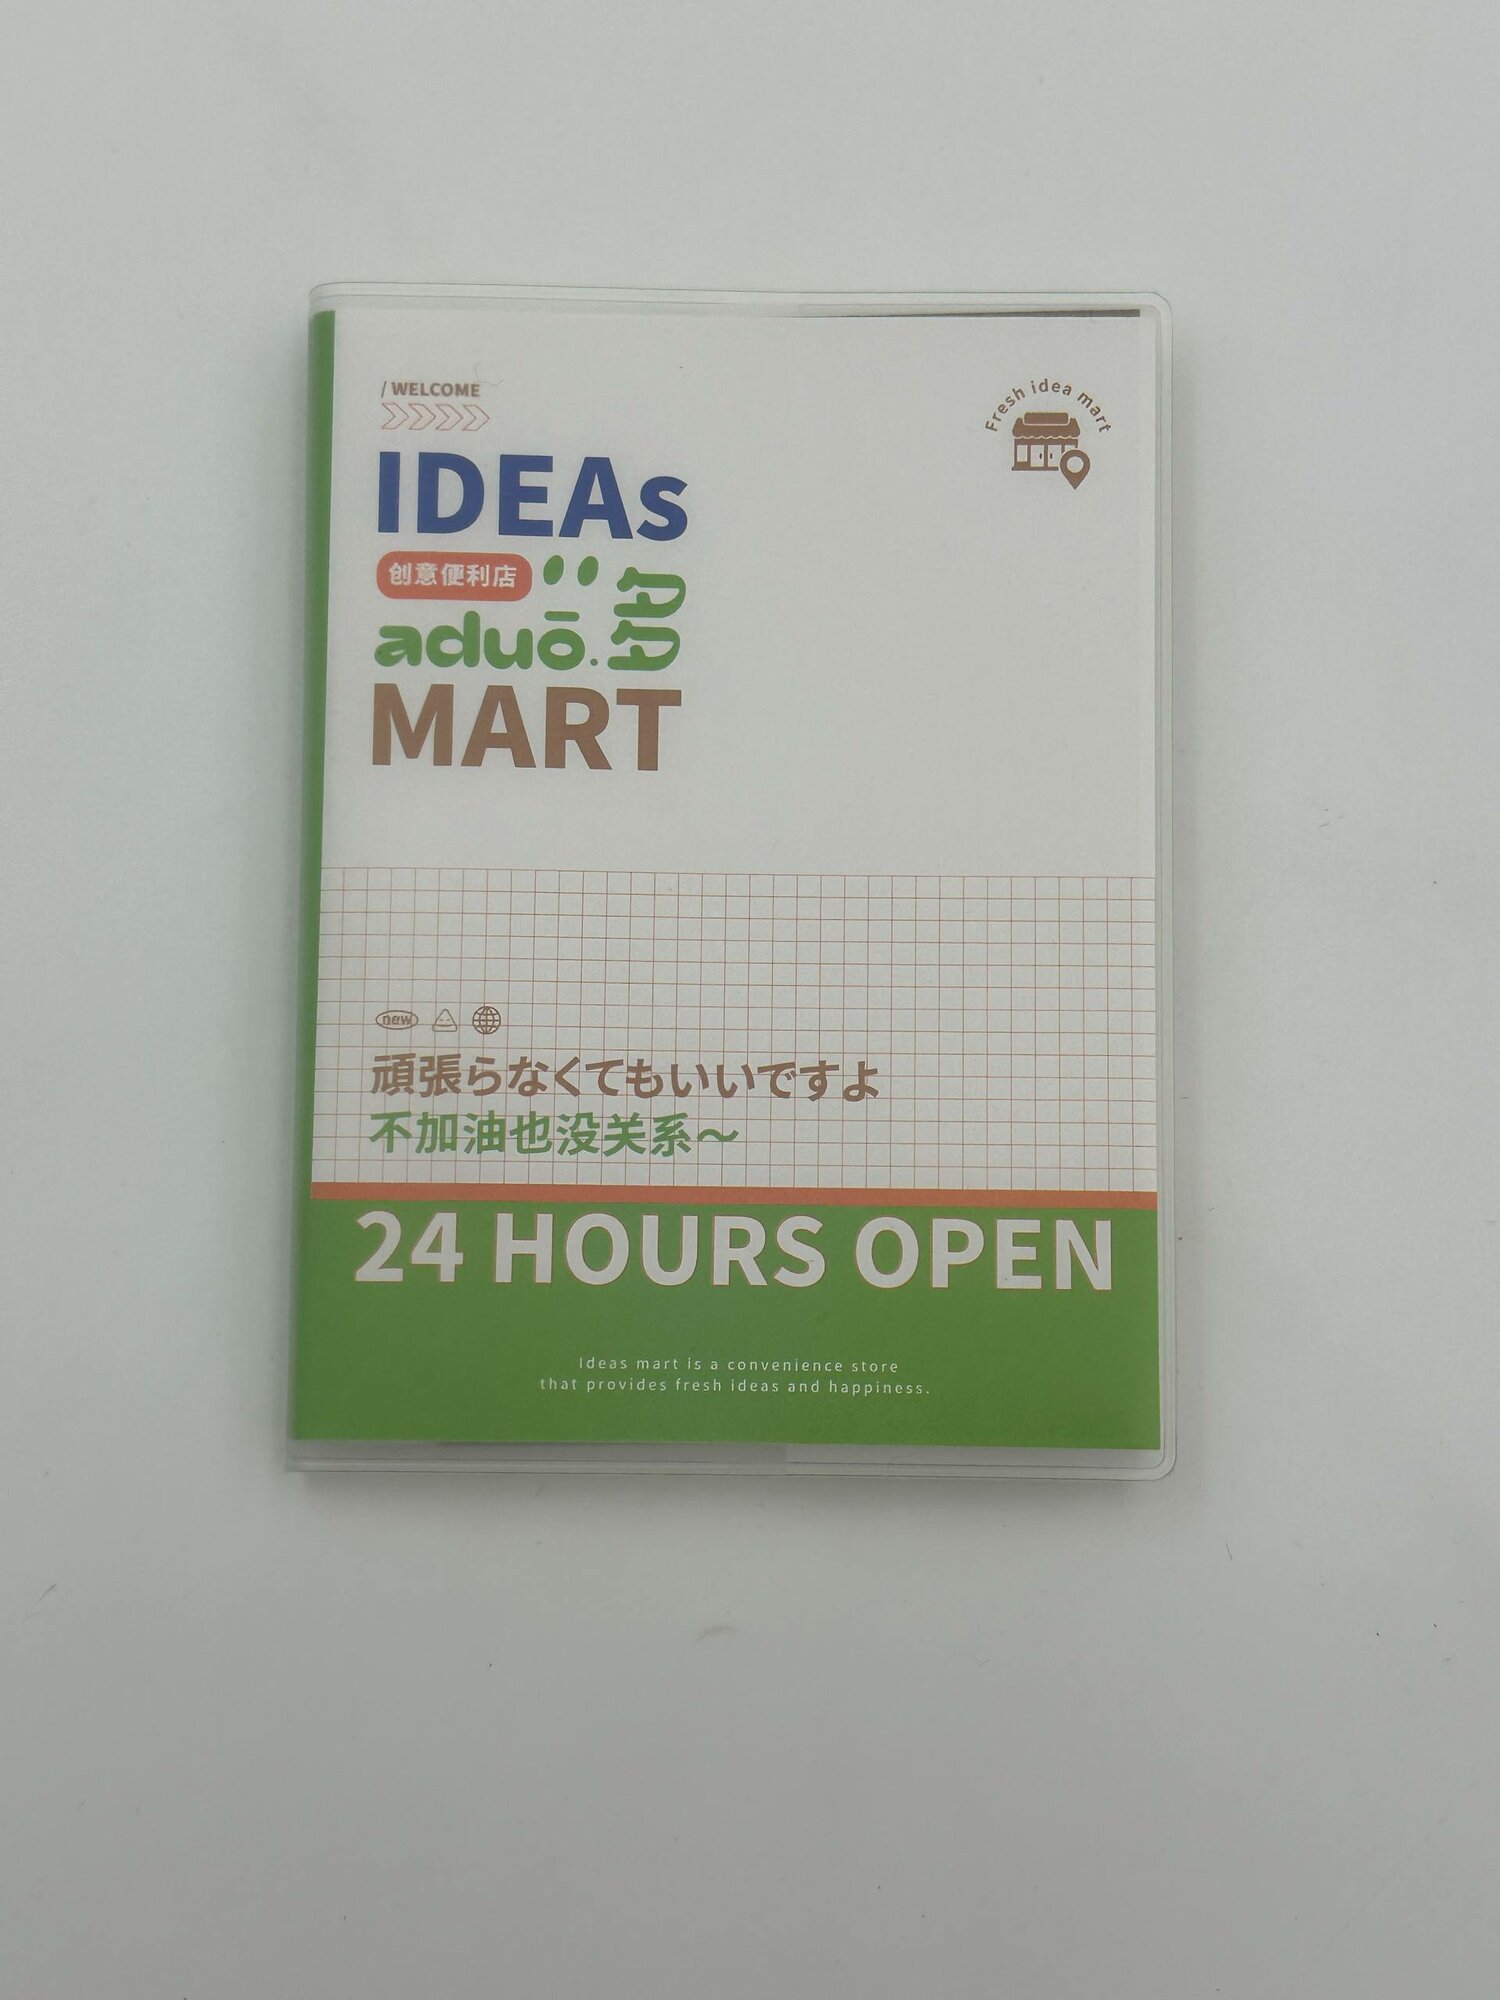 / WELCOME
Fresh idea mart
IDEAs
创意便利店
多多
aduō.
MART
new
頑張らなくてもいいですよ
不加油也没关系～
24 HOURS OPEN
Ideas mart is a convenience store
that provides fresh ideas and happiness.